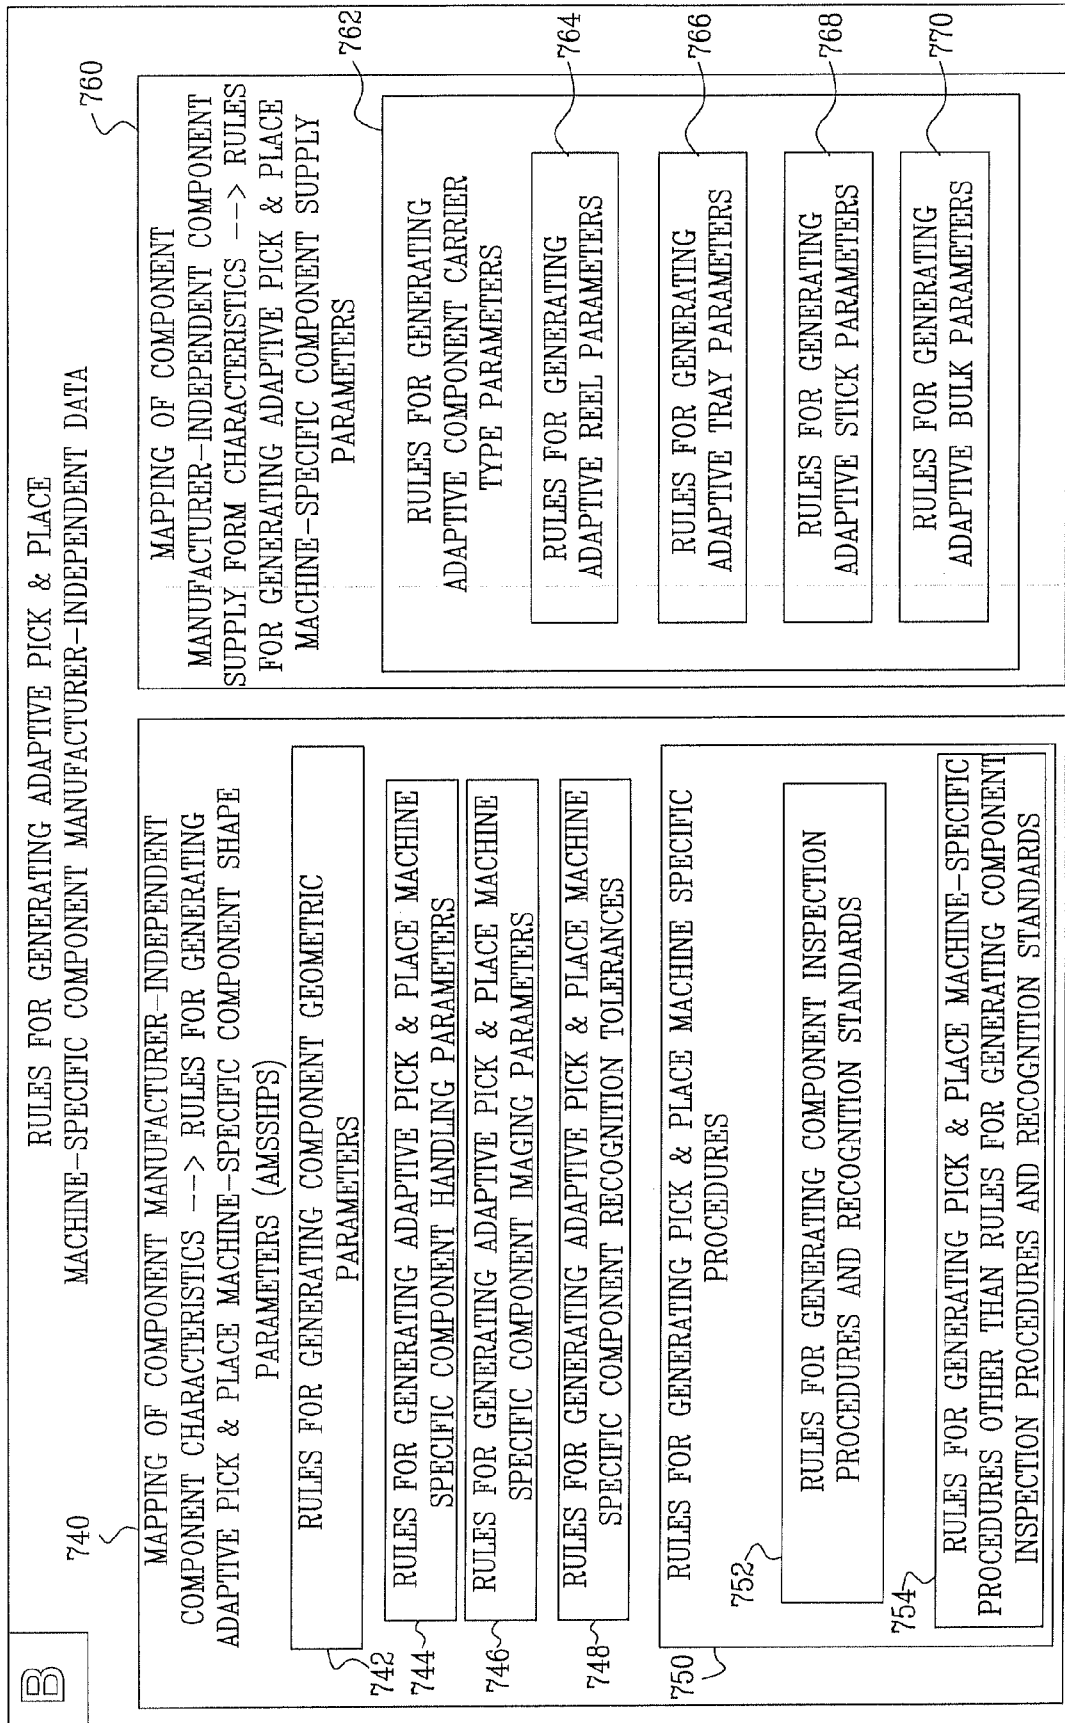 B
RULES FOR GENERATING ADAPTIVE PICK & PLACE
MACHINE-SPECIFIC COMPONENT MANUFACTURER-INDEPENDENT DATA
740
MAPPING OF COMPONENT MANUFACTURER-INDEPENDENT
COMPONENT CHARACTERISTICS --> RULES FOR GENERATING
ADAPTIVE PICK & PLACE MACHINE-SPECIFIC COMPONENT SHAPE
PARAMETERS (AMSSHPS)
RULES FOR GENERATING COMPONENT GEOMETRIC
PARAMETERS
742
RULES FOR GENERATING ADAPTIVE PICK & PLACE MACHINE
SPECIFIC COMPONENT HANDLING PARAMETERS
744
RULES FOR GENERATING ADAPTIVE PICK & PLACE MACHINE
SPECIFIC COMPONENT IMAGING PARAMETERS
746
RULES FOR GENERATING ADAPTIVE PICK & PLACE MACHINE
SPECIFIC COMPONENT RECOGNITION TOLERANCES
748
RULES FOR GENERATING PICK & PLACE MACHINE SPECIFIC
PROCEDURES
750
752
RULES FOR GENERATING COMPONENT INSPECTION
PROCEDURES AND RECOGNITION STANDARDS
754
RULES FOR GENERATING PICK & PLACE MACHINE-SPECIFIC
PROCEDURES OTHER THAN RULES FOR GENERATING COMPONENT
INSPECTION PROCEDURES AND RECOGNITION STANDARDS
760
MAPPING OF COMPONENT
MANUFACTURER-INDEPENDENT COMPONENT
SUPPLY FORM CHARACTERISTICS --> RULES
FOR GENERATING ADAPTIVE PICK & PLACE
MACHINE-SPECIFIC COMPONENT SUPPLY
PARAMETERS
762
RULES FOR GENERATING
ADAPTIVE COMPONENT CARRIER
TYPE PARAMETERS
RULES FOR GENERATING
ADAPTIVE REEL PARAMETERS
764
RULES FOR GENERATING
ADAPTIVE TRAY PARAMETERS
766
RULES FOR GENERATING
ADAPTIVE STICK PARAMETERS
768
RULES FOR GENERATING
ADAPTIVE BULK PARAMETERS
770